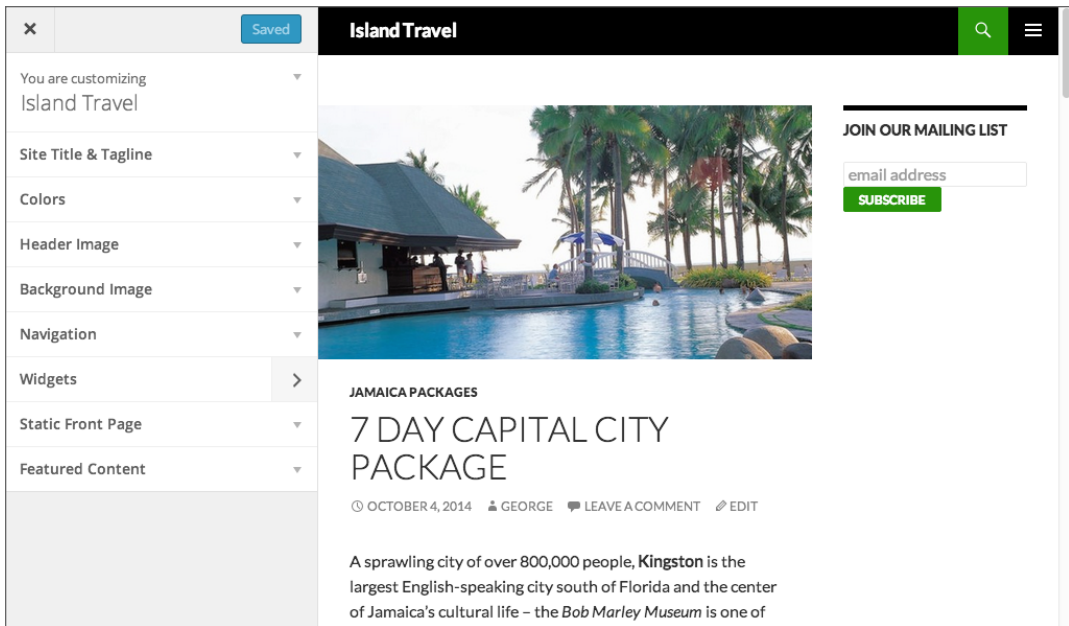 Saved
You are customizing
Island Travel
Site Title & Tagline
Colors
Header Image
Background Image
Navigation
Widgets
Static Front Page
Featured Content
Island Travel
JAMAICA PACKAGES
7 DAY CAPITAL CITY
PACKAGE
OCTOBER 4, 2014 GEORGE LEAVE A COMMENT EDIT
A sprawling city of over 800,000 people, Kingston is the
largest English-speaking city south of Florida and the center
of Jamaica's cultural life – the Bob Marley Museum is one of
JOIN OUR MAILING LIST
email address
SUBSCRIBE